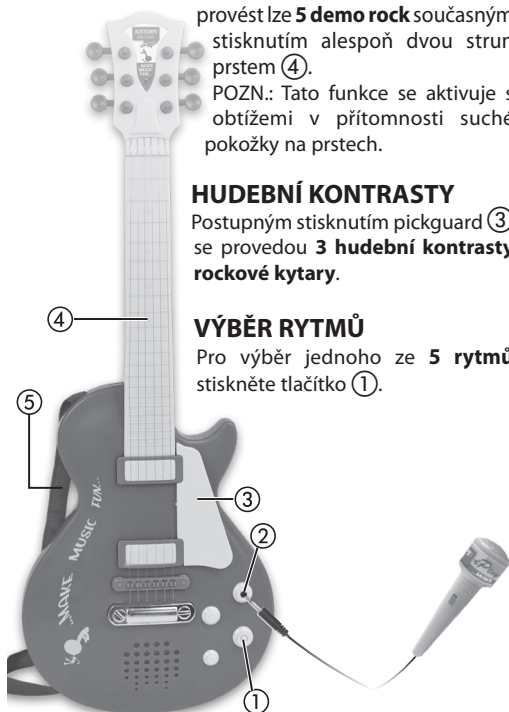 provést lze 5 demo rock současným
stisknutím alespoň dvou strun
prstem ④.
POZN.: Tato funkce se aktivuje s
obtížemi v přítomnosti suché
pokožky na prstech.
HUDEBNÍ KONTRASTY
Postupným stisknutím pickguard ③
se provedou 3 hudební kontrasty
rockové kytary.
VÝBĚR RYTMŮ
Pro výběr jednoho ze 5 rytmů
stiskněte tlačítko ①.
④
⑤
③
②
①
...MAKE MUSIC FUN...